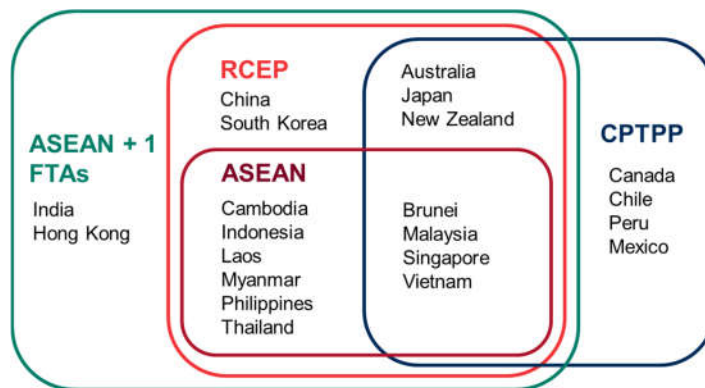 RCEP
China
South Korea
Australia
Japan
New Zealand
ASEAN + 1
FTAs
India
Hong Kong
ASEAN
Cambodia
Indonesia
Laos
Myanmar
Philippines
Thailand
Brunei
Malaysia
Singapore
Vietnam
CPTPP
Canada
Chile
Peru
Mexico